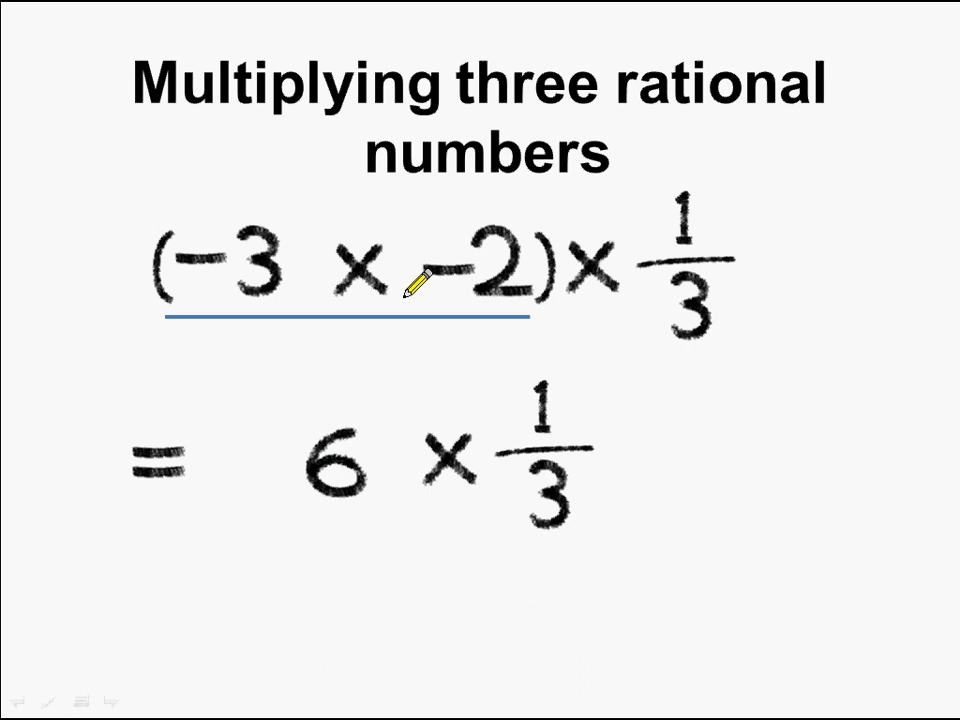 Multiplying three rational
numbers
(-3 x -2) x 1/3
= 6 x 1/3